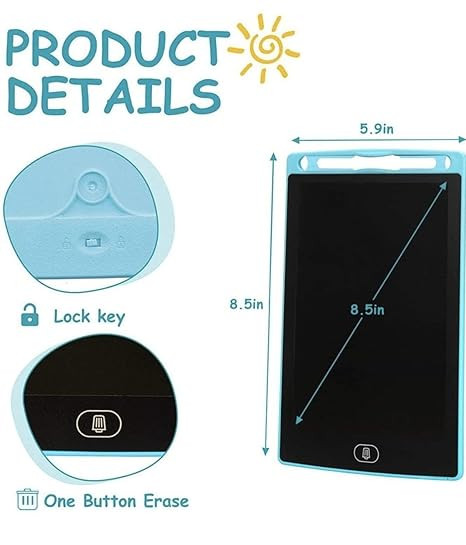 PRODUCT
DETAILS
5.9in
8.5in
8.5in
Lock key
One Button Erase